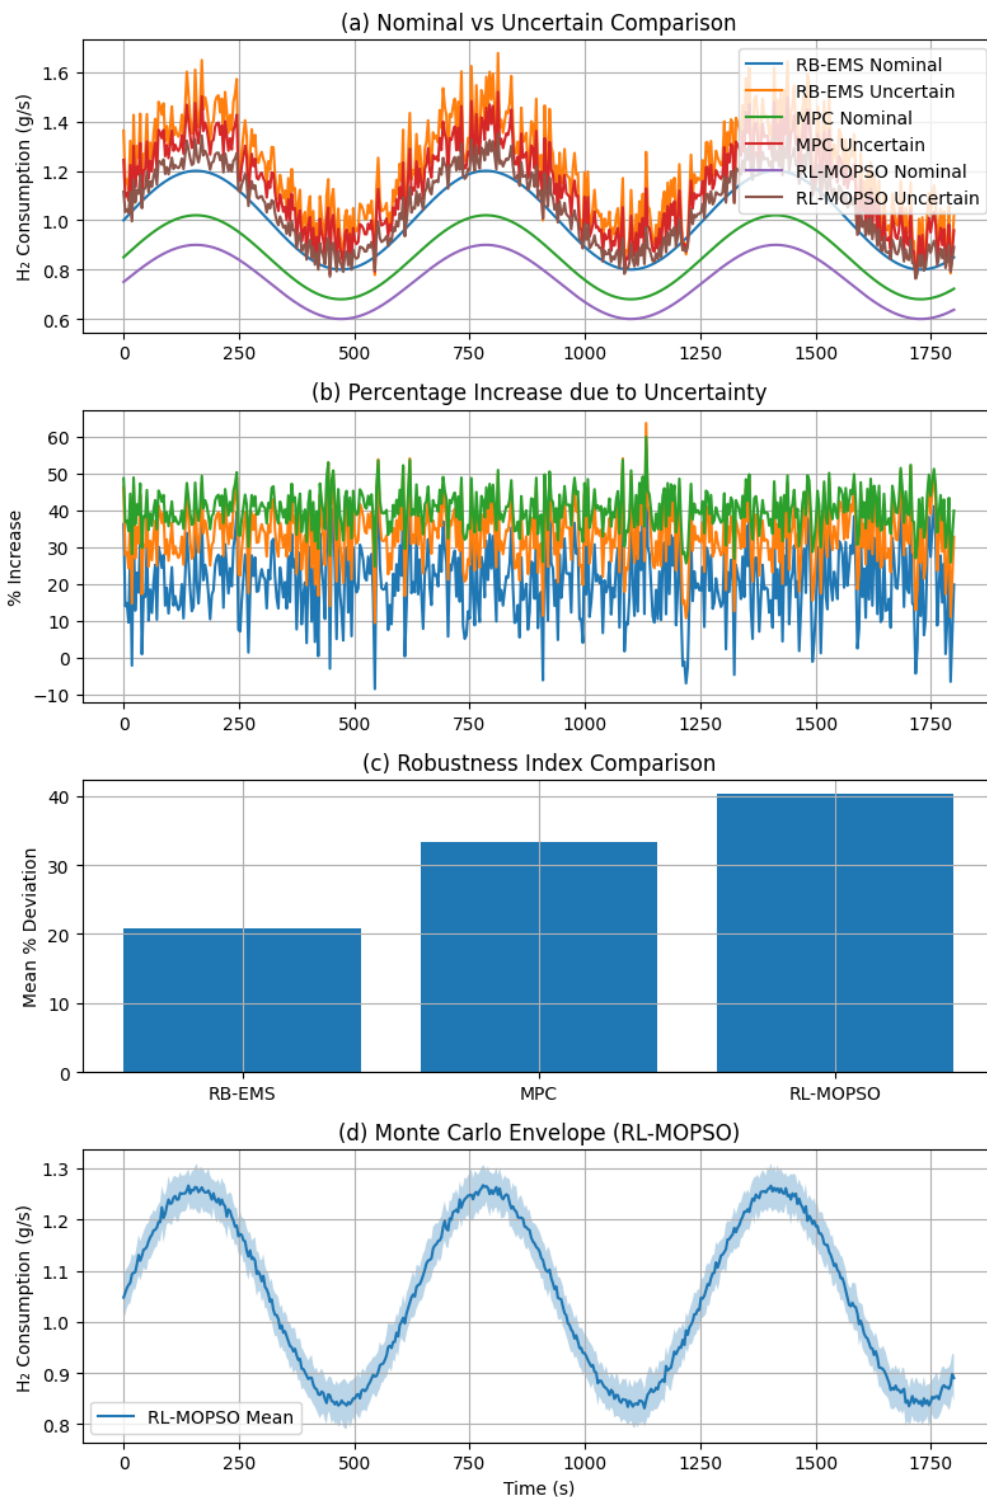 (a) Nominal vs Uncertain Comparison
H₂ Consumption (g/s)
1.6
1.4
1.2
1.0
0.8
0.6
RB-EMS Nominal
RB-EMS Uncertain
MPC Nominal
MPC Uncertain
RL-MOPSO Nominal
RL-MOPSO Uncertain
0 250 500 750 1000 1250 1500 1750
(b) Percentage Increase due to Uncertainty
% Increase
60
50
40
30
20
10
0
−10
0 250 500 750 1000 1250 1500 1750
(c) Robustness Index Comparison
Mean % Deviation
40
30
20
10
0
RB-EMS MPC RL-MOPSO
(d) Monte Carlo Envelope (RL-MOPSO)
H₂ Consumption (g/s)
1.3
1.2
1.1
1.0
0.9
0.8
RL-MOPSO Mean
0 250 500 750 1000 1250 1500 1750
Time (s)